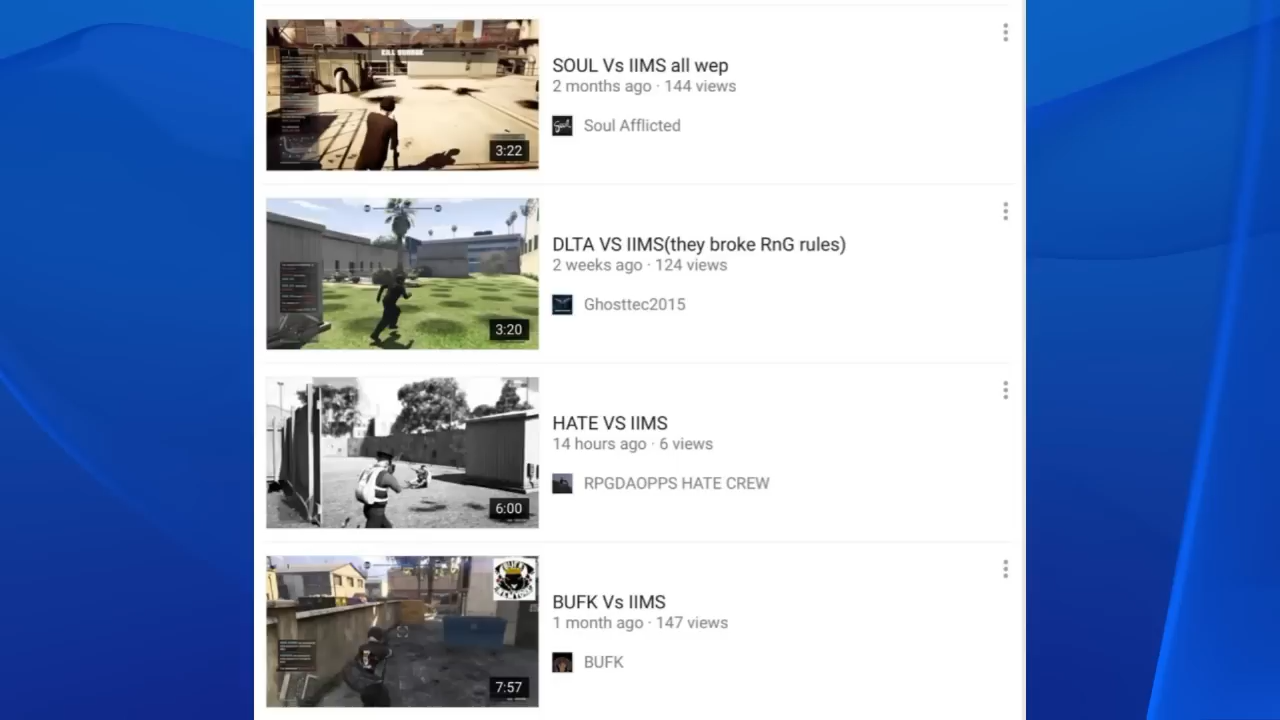 KILL
3:22
SOUL Vs IIMS all wep
2 months ago · 144 views
Soul Afflicted
3:20
DLTA VS IIMS(they broke RnG rules)
2 weeks ago · 124 views
Ghosttec2015
6:00
HATE VS IIMS
14 hours ago · 6 views
RPGDAOPPS HATE CREW
7:57
BUFK Vs IIMS
1 month ago · 147 views
BUFK